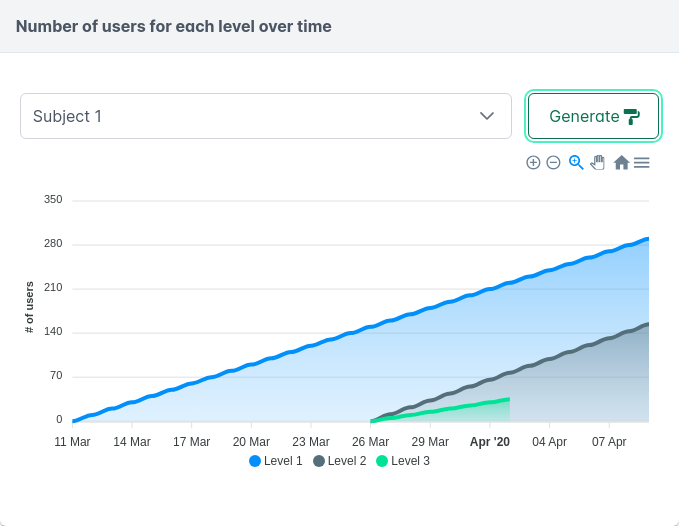 Number of users for each level over time
Subject 1
Generate
350
280
210
140
70
0
# of users
11 Mar 14 Mar 17 Mar 20 Mar 23 Mar 26 Mar 29 Mar Apr '20 04 Apr 07 Apr
Level 1 Level 2 Level 3